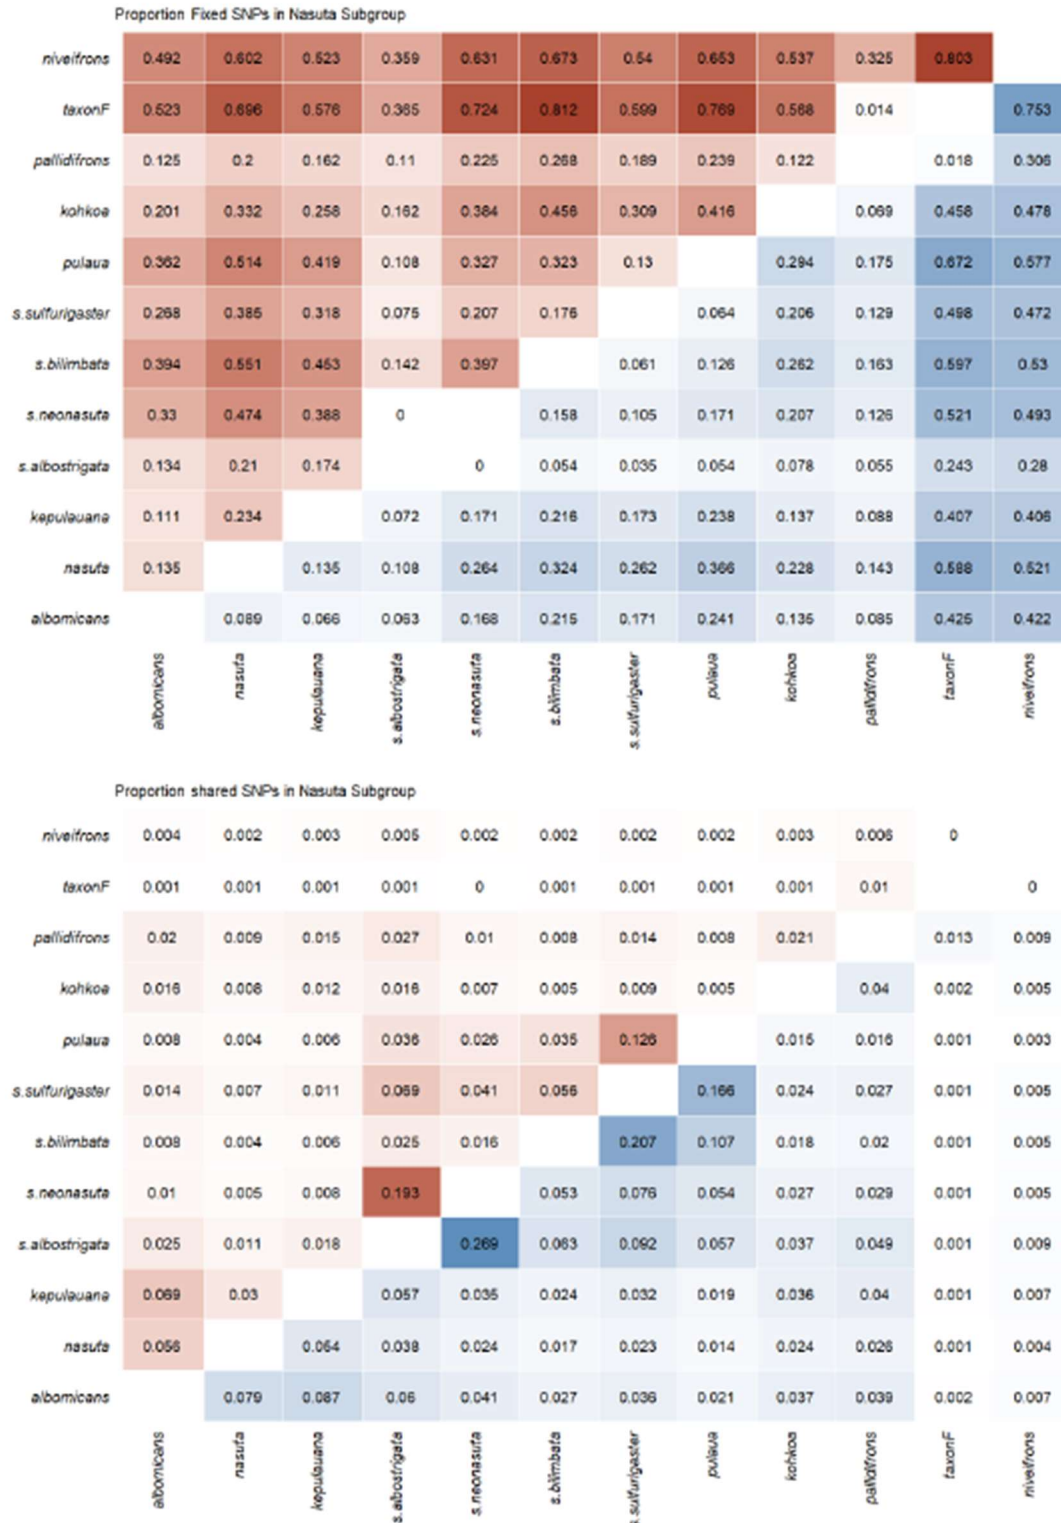 Proportion Fixed SNPs in Nasuta Subgroup
niveifrons 0.492 0.602 0.523 0.359 0.631 0.673 0.54 0.653 0.537 0.325 0.803
taxonF 0.523 0.696 0.576 0.365 0.724 0.812 0.599 0.769 0.568 0.014 0.753
pallidifrons 0.125 0.2 0.162 0.11 0.225 0.268 0.189 0.239 0.122 0.018 0.306
kohkoa 0.201 0.332 0.258 0.162 0.384 0.456 0.309 0.416 0.069 0.458 0.478
pulaua 0.362 0.514 0.419 0.108 0.327 0.323 0.13 0.294 0.175 0.672 0.577
s.sulfurigaster 0.268 0.385 0.318 0.075 0.207 0.176 0.064 0.206 0.129 0.498 0.472
s.bilimbata 0.394 0.551 0.453 0.142 0.397 0.061 0.126 0.262 0.163 0.597 0.53
s.neonasuta 0.33 0.474 0.388 0 0.158 0.105 0.171 0.207 0.126 0.521 0.493
s.albostrigata 0.134 0.21 0.174 0 0.054 0.035 0.054 0.078 0.055 0.243 0.28
kepulauana 0.111 0.234 0.072 0.171 0.216 0.173 0.238 0.137 0.088 0.407 0.406
nasuta 0.135 0.135 0.108 0.264 0.324 0.262 0.366 0.228 0.143 0.588 0.521
albomicans 0.089 0.066 0.063 0.168 0.215 0.171 0.241 0.135 0.085 0.425 0.422
albomicans nasuta kepulauana s.albostrigata s.neonasuta s.bilimbata s.sulfurigaster pulaua kohkoa pallidifrons taxonF niveifrons
Proportion shared SNPs in Nasuta Subgroup
niveifrons 0.004 0.002 0.003 0.005 0.002 0.002 0.002 0.002 0.003 0.006 0
taxonF 0.001 0.001 0.001 0.001 0 0.001 0.001 0.001 0.001 0.01 0
pallidifrons 0.02 0.009 0.015 0.027 0.01 0.008 0.014 0.008 0.021 0.013 0.009
kohkoa 0.016 0.008 0.012 0.016 0.007 0.005 0.009 0.005 0.04 0.002 0.005
pulaua 0.008 0.004 0.006 0.036 0.026 0.035 0.126 0.015 0.016 0.001 0.003
s.sulfurigaster 0.014 0.007 0.011 0.069 0.041 0.056 0.166 0.024 0.027 0.001 0.005
s.bilimbata 0.008 0.004 0.006 0.025 0.016 0.207 0.107 0.018 0.02 0.001 0.005
s.neonasuta 0.01 0.005 0.008 0.193 0.053 0.076 0.054 0.027 0.029 0.001 0.005
s.albostrigata 0.025 0.011 0.018 0.269 0.063 0.092 0.057 0.037 0.049 0.001 0.009
kepulauana 0.069 0.03 0.057 0.035 0.024 0.032 0.019 0.036 0.04 0.001 0.007
nasuta 0.056 0.054 0.038 0.024 0.017 0.023 0.014 0.024 0.026 0.001 0.004
albomicans 0.079 0.087 0.06 0.041 0.027 0.036 0.021 0.037 0.039 0.002 0.007
albomicans nasuta kepulauana s.albostrigata s.neonasuta s.bilimbata s.sulfurigaster pulaua kohkoa pallidifrons taxonF niveifrons